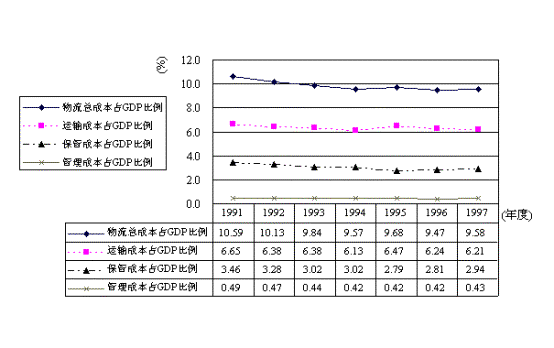 (%)
12.0
10.0
8.0
6.0
4.0
2.0
0.0
物流总成本占GDP比例
运输成本占GDP比例
保管成本占GDP比例
管理成本占GDP比例
1991 1992 1993 1994 1995 1996 1997 (年度)
物流总成本占GDP比例 10.59 10.13 9.84 9.57 9.68 9.47 9.58
运输成本占GDP比例 6.65 6.38 6.38 6.13 6.47 6.24 6.21
保管成本占GDP比例 3.46 3.28 3.02 3.02 2.79 2.81 2.94
管理成本占GDP比例 0.49 0.47 0.44 0.42 0.42 0.42 0.43